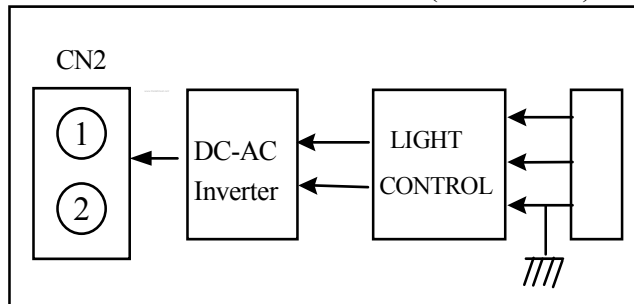 CN2
1
2
DC-AC
Inverter
LIGHT
CONTROL